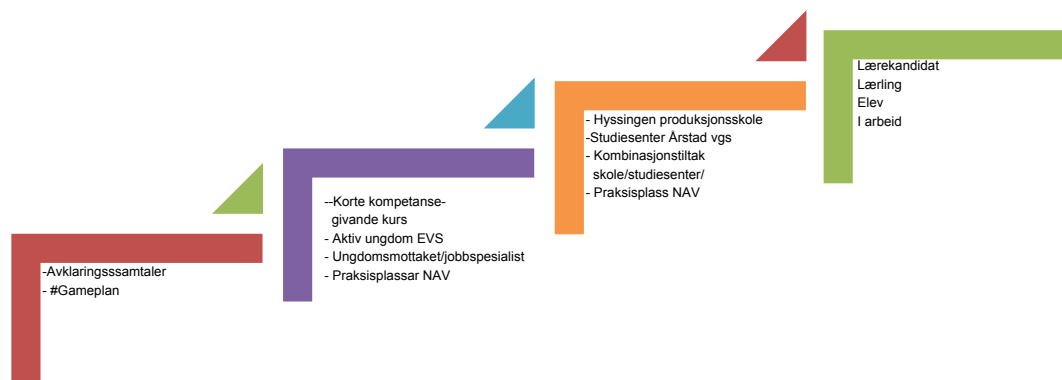 -Avklaringsssamtaler
- #Gameplan
--Korte kompetanse-
givande kurs
- Aktiv ungdom EVS
- Ungdomsmottaket/jobbspesialist
- Praksisplassar NAV
- Hyssingen produksjonsskole
-Studiesenter Årstad vgs
- Kombinasjonstiltak
skole/studiesenter/
- Praksisplass NAV
Lærekandidat
Lærling
Elev
I arbeid